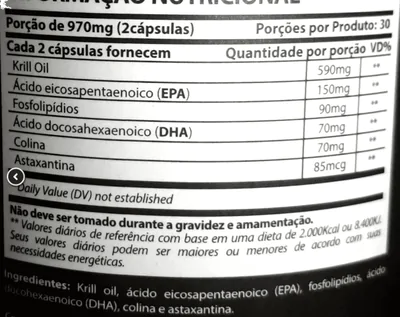 INFORMAÇÃO NUTRICIONAL
Porção de 970mg (2cápsulas) Porções por Produto: 30
Cada 2 cápsulas fornecem Quantidade por porção VD%
Krill Oil 590mg **
Ácido eicosapentaenoico (EPA) 150mg **
Fosfolipídios 90mg **
Ácido docosahexaenoico (DHA) 70mg **
Colina 70mg **
Astaxantina 85mcg **
Daily Value (DV) not established
Não deve ser tomado durante a gravidez e amamentação.
** Valores diários de referência com base em uma dieta de 2.000Kcal ou 8.400KJ.
Seus valores diários podem ser maiores ou menores de acordo com suas
necessidades energéticas.
Ingredientes: Krill oil, ácido eicosapentaenoico (EPA), fosfolipídios, ácido
docohexaenoico (DHA), colina e astaxantina.